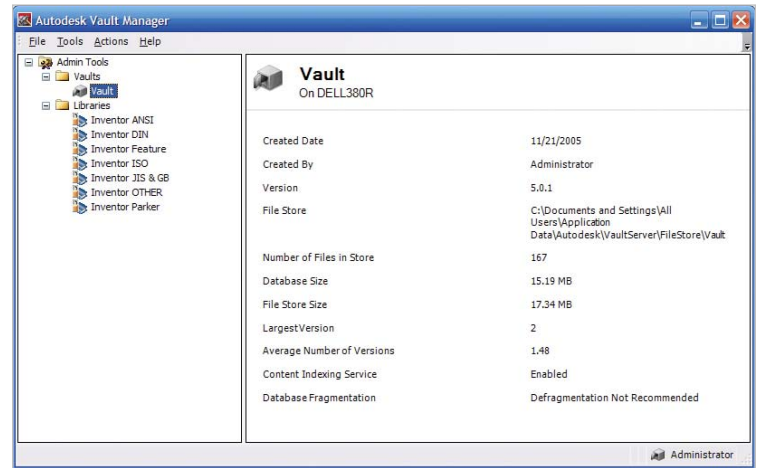 Autodesk Vault Manager
File Tools Actions Help
Admin Tools
Vaults
Vault
Libraries
Inventor ANSI
Inventor DIN
Inventor Feature
Inventor ISO
Inventor JIS & GB
Inventor OTHER
Inventor Parker
Vault
On DELL380R
Created Date 11/21/2005
Created By Administrator
Version 5.0.1
File Store C:\Documents and Settings\All
Users\Application
Data\Autodesk\VaultServer\FileStore\Vault
Number of Files in Store 167
Database Size 15.19 MB
File Store Size 17.34 MB
LargestVersion 2
Average Number of Versions 1.48
Content Indexing Service Enabled
Database Fragmentation Defragmentation Not Recommended
Administrator